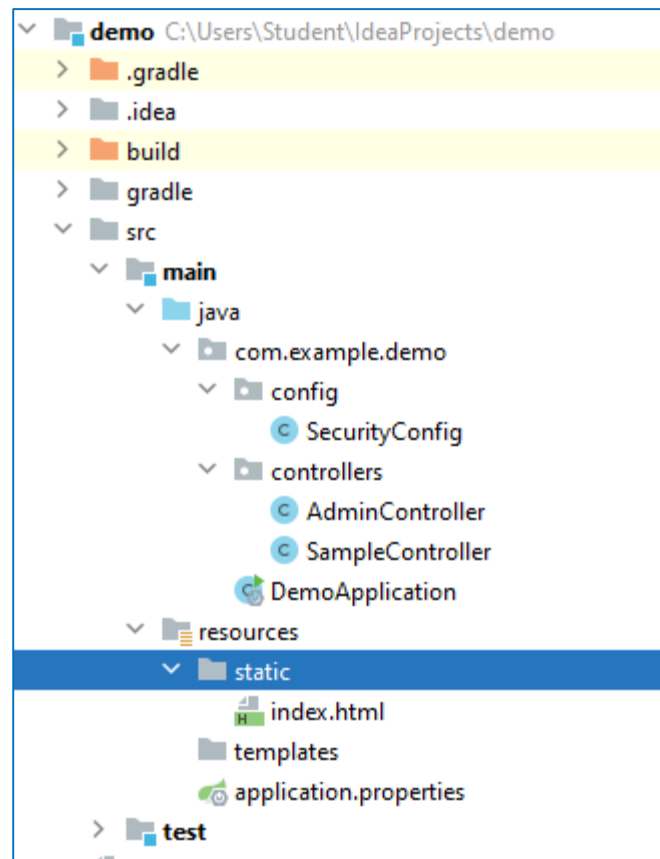 demo C:\Users\Student\IdeaProjects\demo
.gradle
.idea
build
gradle
src
main
java
com.example.demo
config
C SecurityConfig
controllers
C AdminController
C SampleController
C DemoApplication
resources
static
H index.html
templates
application.properties
test